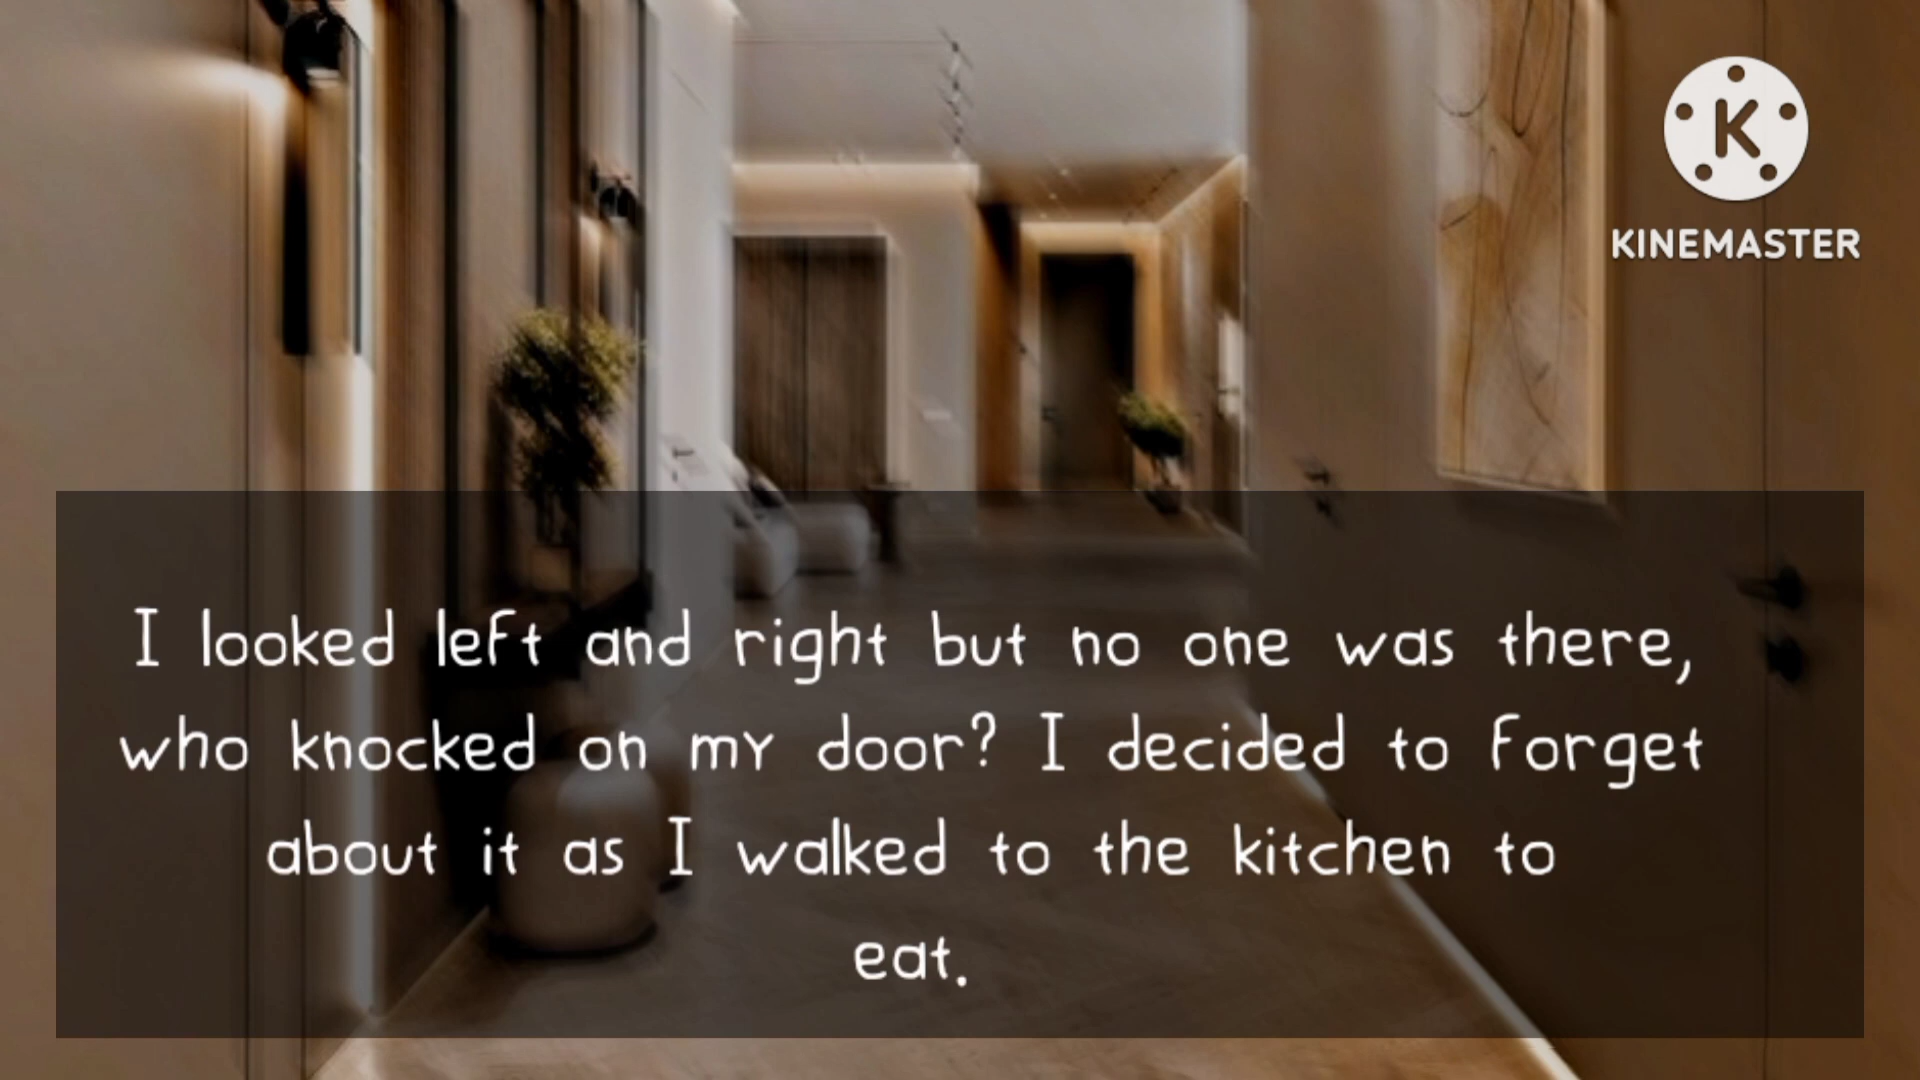 K
KINEMASTER
I looked left and right but no one was there,
who knocked on my door? I decided to forget
about it as I walked to the kitchen to
eat.